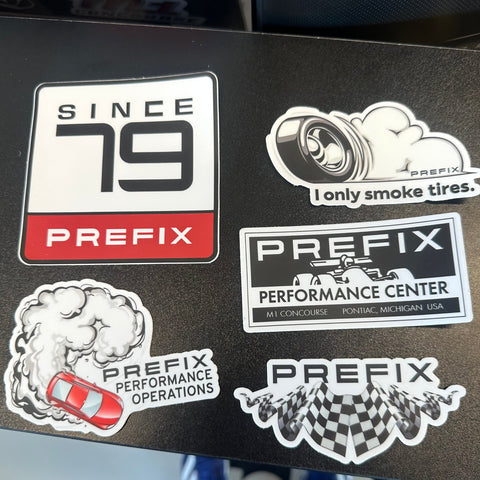 SINCE
79
PREFIX
PREFIX
I only smoke tires.
PREFIX
PERFORMANCE CENTER
M1 CONCOURSE PONTIAC, MICHIGAN USA
PREFIX
PERFORMANCE
OPERATIONS
PREFIX